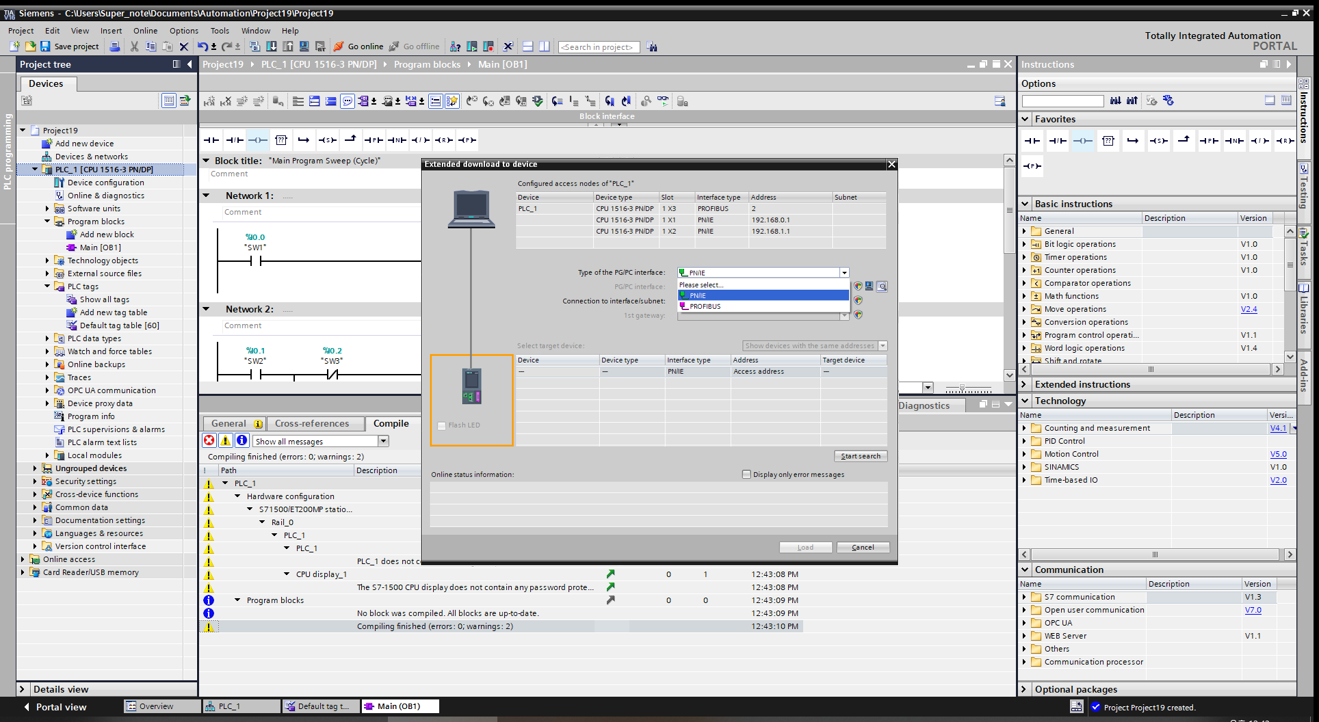 Siemens - C:\Users\Super_note\Documents\Automation\Project19\Project19
Project Edit View Insert Online Options Tools Window Help
Totally Integrated Automation
PORTAL
Save project
Go online
Go offline
<Search in project>
Project tree
Project19 ▸ PLC_1 [CPU 1516-3 PN/DP] ▸ Program blocks ▸ Main [OB1]
Instructions
Devices
Options
PLC programming
Project19
Add new device
Devices & networks
PLC_1 [CPU 1516-3 PN/DP]
Device configuration
Online & diagnostics
Software units
Program blocks
Add new block
Main [OB1]
Technology objects
External source files
PLC tags
Show all tags
Add new tag table
Default tag table [60]
PLC data types
Watch and force tables
Online backups
Traces
OPC UA communication
Device proxy data
Program info
PLC supervisions & alarms
PLC alarm text lists
Local modules
Ungrouped devices
Security settings
Cross-device functions
Common data
Documentation settings
Languages & resources
Version control interface
Online access
Card Reader/USB memory
Details view
Block interface
Block title: "Main Program Sweep (Cycle)"
Comment
Network 1: .....
Comment
%I0.0
"SW1"
Network 2: .....
Comment
%I0.1
"SW2"
%I0.2
"SW3"
General
Cross-references
Compile
Diagnostics
Show all messages
Compiling finished (errors: 0; warnings: 2)
! Path Description
PLC_1
Hardware configuration
S71500/ET200MP statio...
Rail_0
PLC_1
PLC_1
PLC_1 does not c
CPU display_1 0 1 12:43:08 PM
The S7-1500 CPU display does not contain any password prote... 12:43:08 PM
Program blocks 0 0 12:43:09 PM
No block was compiled. All blocks are up-to-date. 12:43:09 PM
Compiling finished (errors: 0; warnings: 2) 12:43:10 PM
Extended download to device
Configured access nodes of "PLC_1"
Device Device type Slot Interface type Address Subnet
PLC_1 CPU 1516-3 PN/DP 1 X3 PROFIBUS 2
CPU 1516-3 PN/DP 1 X1 PN/IE 192.168.0.1
CPU 1516-3 PN/DP 1 X2 PN/IE 192.168.1.1
Type of the PG/PC interface: PN/IE
Please select...
PG/PC interface: PN/IE
PROFIBUS
Connection to interface/subnet:
1st gateway:
Select target device:
Show devices with the same addresses
Device Device type Interface type Address Target device
— — PN/IE Access address —
Flash LED
Start search
Online status information:
Display only error messages
Load
Cancel
Favorites
Basic instructions
Name Description Version
General
Bit logic operations V1.0
Timer operations V1.0
Counter operations V1.0
Comparator operations
Math functions V1.0
Move operations V2.4
Conversion operations
Program control operati... V1.1
Word logic operations V1.4
Shift and rotate
Extended instructions
Technology
Name Description Versi...
Counting and measurement V4.1
PID Control
Motion Control V5.0
SINAMICS V1.0
Time-based IO V2.0
Communication
Name Description Version
S7 communication V1.3
Open user communication V7.0
OPC UA
WEB Server V1.1
Others
Communication processor
Optional packages
Instructions
Testing
Tasks
Libraries
Add-ins
Portal view
Overview
PLC_1
Default tag t...
Main (OB1)
Project Project19 created.